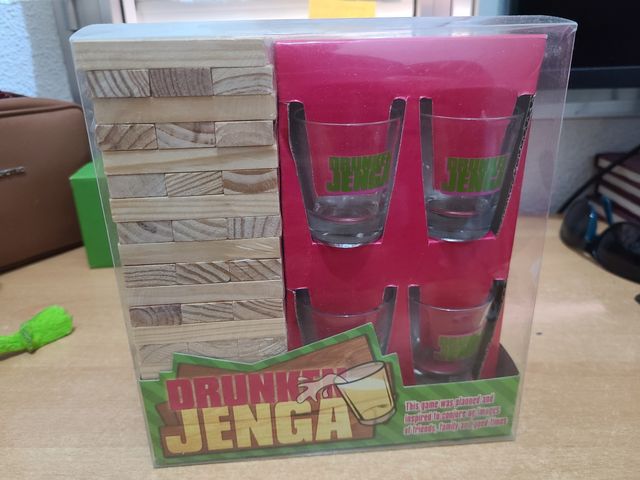 DRUNKEN
JENGA
DRUNKEN
JENGA
JENGA
DRUNKEN
JENGA
This game was planned and
inspired to conjure up images
of friends, family and good times